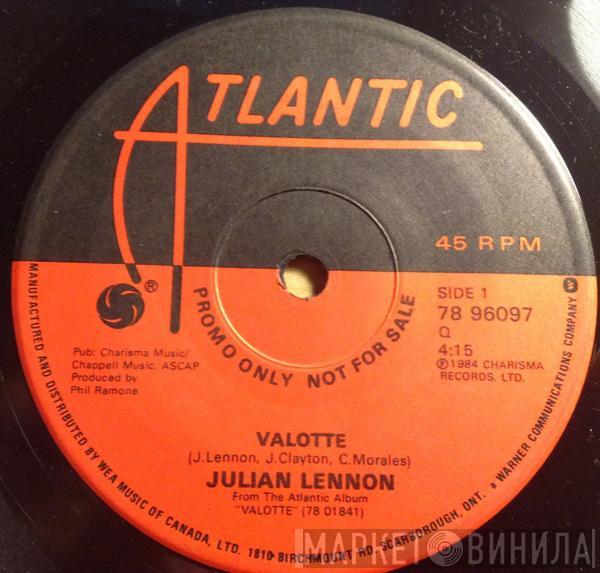 ATLANTIC
®
45 RPM
SIDE 1
78 96097
Q
4:15
℗1984 CHARISMA
RECORDS, LTD.
PROMO ONLY NOT FOR SALE
Pub: Charisma Music/
Chappell Music, ASCAP
Produced by
Phil Ramone
VALOTTE
(J.Lennon, J.Clayton, C.Morales)
JULIAN LENNON
From The Atlantic Album
"VALOTTE" (78 01841)
MANUFACTURED AND DISTRIBUTED BY WEA MUSIC OF CANADA, LTD. 1810 BIRCHMOUNT RD. SCARBOROUGH, ONT. A WARNER COMMUNICATIONS COMPANY
МАРКЕТ ВИНИЛА